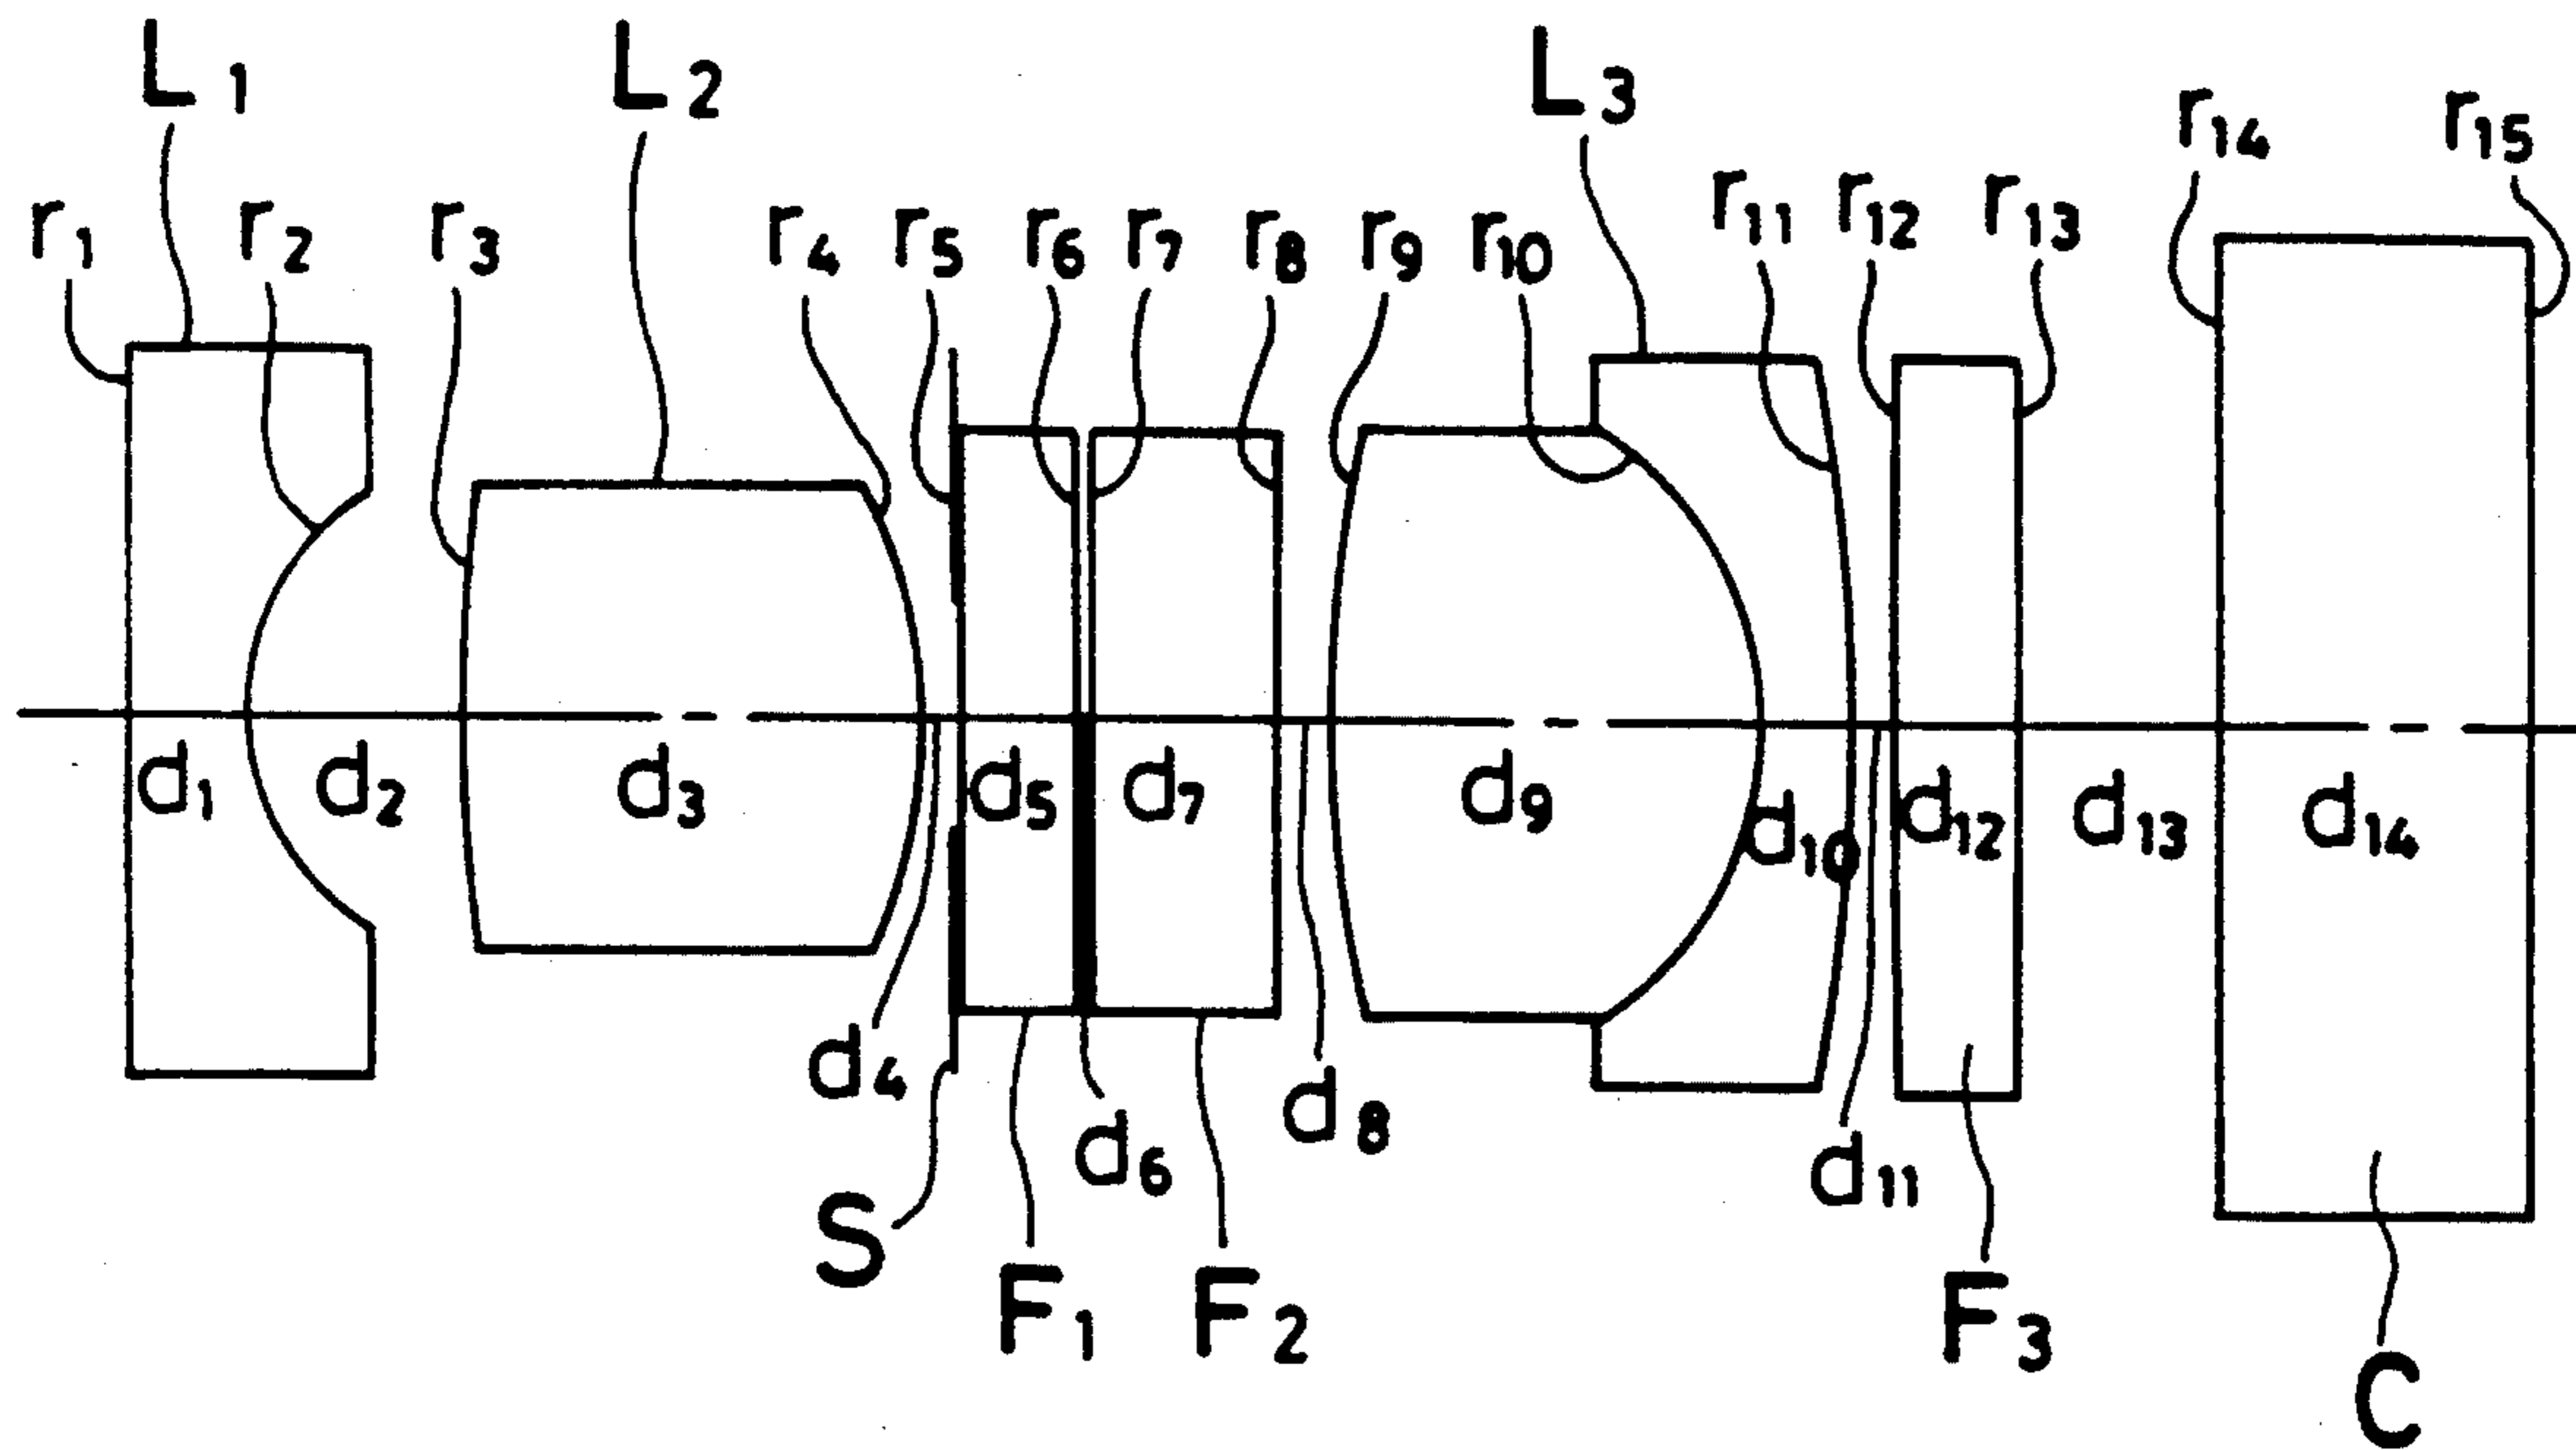 L1 L2 L3
r14 r15
r11 r12 r13
r1 r2 r3 r4 r5 r6 r7 r8 r9 r10
d1 d2 d3 d5 d7 d9 d10 d12 d13 d14
d4 d6 d8 d11
S F1 F2 F3 C